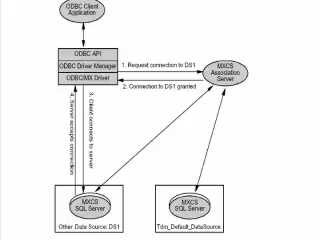 ODBC Client
Application
ODBC API
ODBC Driver Manager
ODBC/MX Driver
1. Request connection to DS1
2. Connection to DS1 granted
MXCS
Association
Server
3. Client connects to server
4. Server accepts connection
MXCS
SQL Server
Other Data Source: DS1
MXCS
SQL Server
Tdm_Default_DataSource